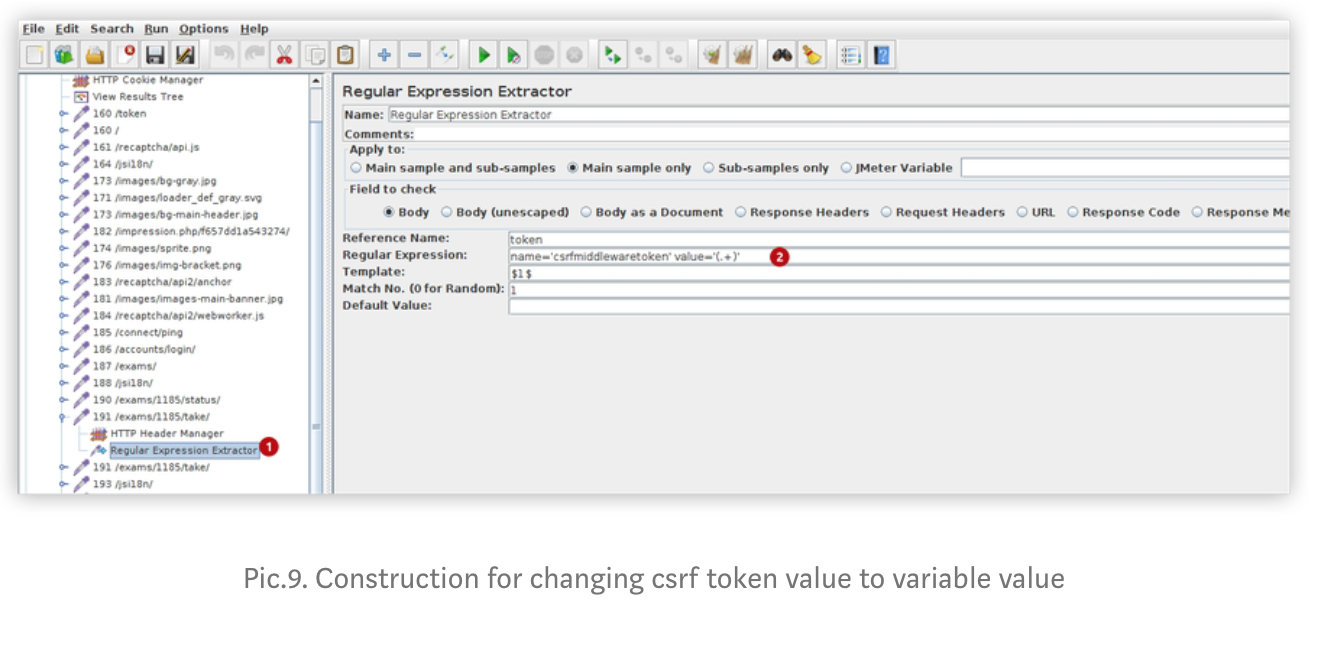 File Edit Search Run Options Help
HTTP Cookie Manager
View Results Tree
160 /token
160 /
161 /recaptcha/api.js
164 /jsi18n/
173 /images/bg-gray.jpg
171 /images/loader_def_gray.svg
173 /images/bg-main-header.jpg
182 /impression.php/f657dd1a543274/
174 /images/sprite.png
176 /images/img-bracket.png
183 /recaptcha/api2/anchor
181 /images/images-main-banner.jpg
184 /recaptcha/api2/webworker.js
185 /connect/ping
186 /accounts/login/
187 /exams/
188 /jsi18n/
190 /exams/1185/status/
191 /exams/1185/take/
HTTP Header Manager
Regular Expression Extractor 1
191 /exams/1185/take/
193 /jsi18n/
Regular Expression Extractor
Name: Regular Expression Extractor
Comments:
Apply to:
Main sample and sub-samples Main sample only Sub-samples only JMeter Variable
Field to check
Body Body (unescaped) Body as a Document Response Headers Request Headers URL Response Code Response Me
Reference Name: token
Regular Expression: name='csrfmiddlewaretoken' value='(.+)' 2
Template: $1$
Match No. (0 for Random): 1
Default Value:
Pic.9. Construction for changing csrf token value to variable value